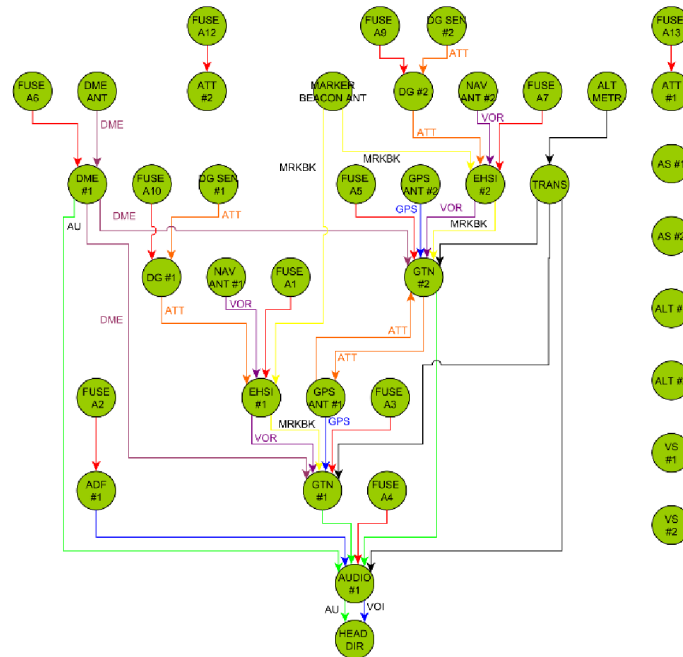 FUSE
A12
FUSE
A9
DG SEN
#2
FUSE
A13
ATT
FUSE
A6
DME
ANT
ATT
#2
MARKER
BEACON ANT
DG #2
NAV
ANT #2
FUSE
A7
ALT
METR
ATT
#1
DME
VOR
ATT
MRKBK
MRKBK
AS #1
DME
#1
FUSE
A10
DG SEN
#1
FUSE
A5
GPS
ANT #2
EHSI
#2
TRANS
AU
DME
ATT
GPS
VOR
MRKBK
AS #2
DG #1
NAV
ANT #1
FUSE
A1
GTN
#2
VOR
ALT #
DME
ATT
ATT
ATT
ALT #
FUSE
A2
EHSI
#1
GPS
ANT #1
FUSE
A3
MRKBK
GPS
VOR
VS
#1
ADF
#1
GTN
#1
FUSE
A4
VS
#2
AUDIO
#1
AU
VOI
HEAD
DIR